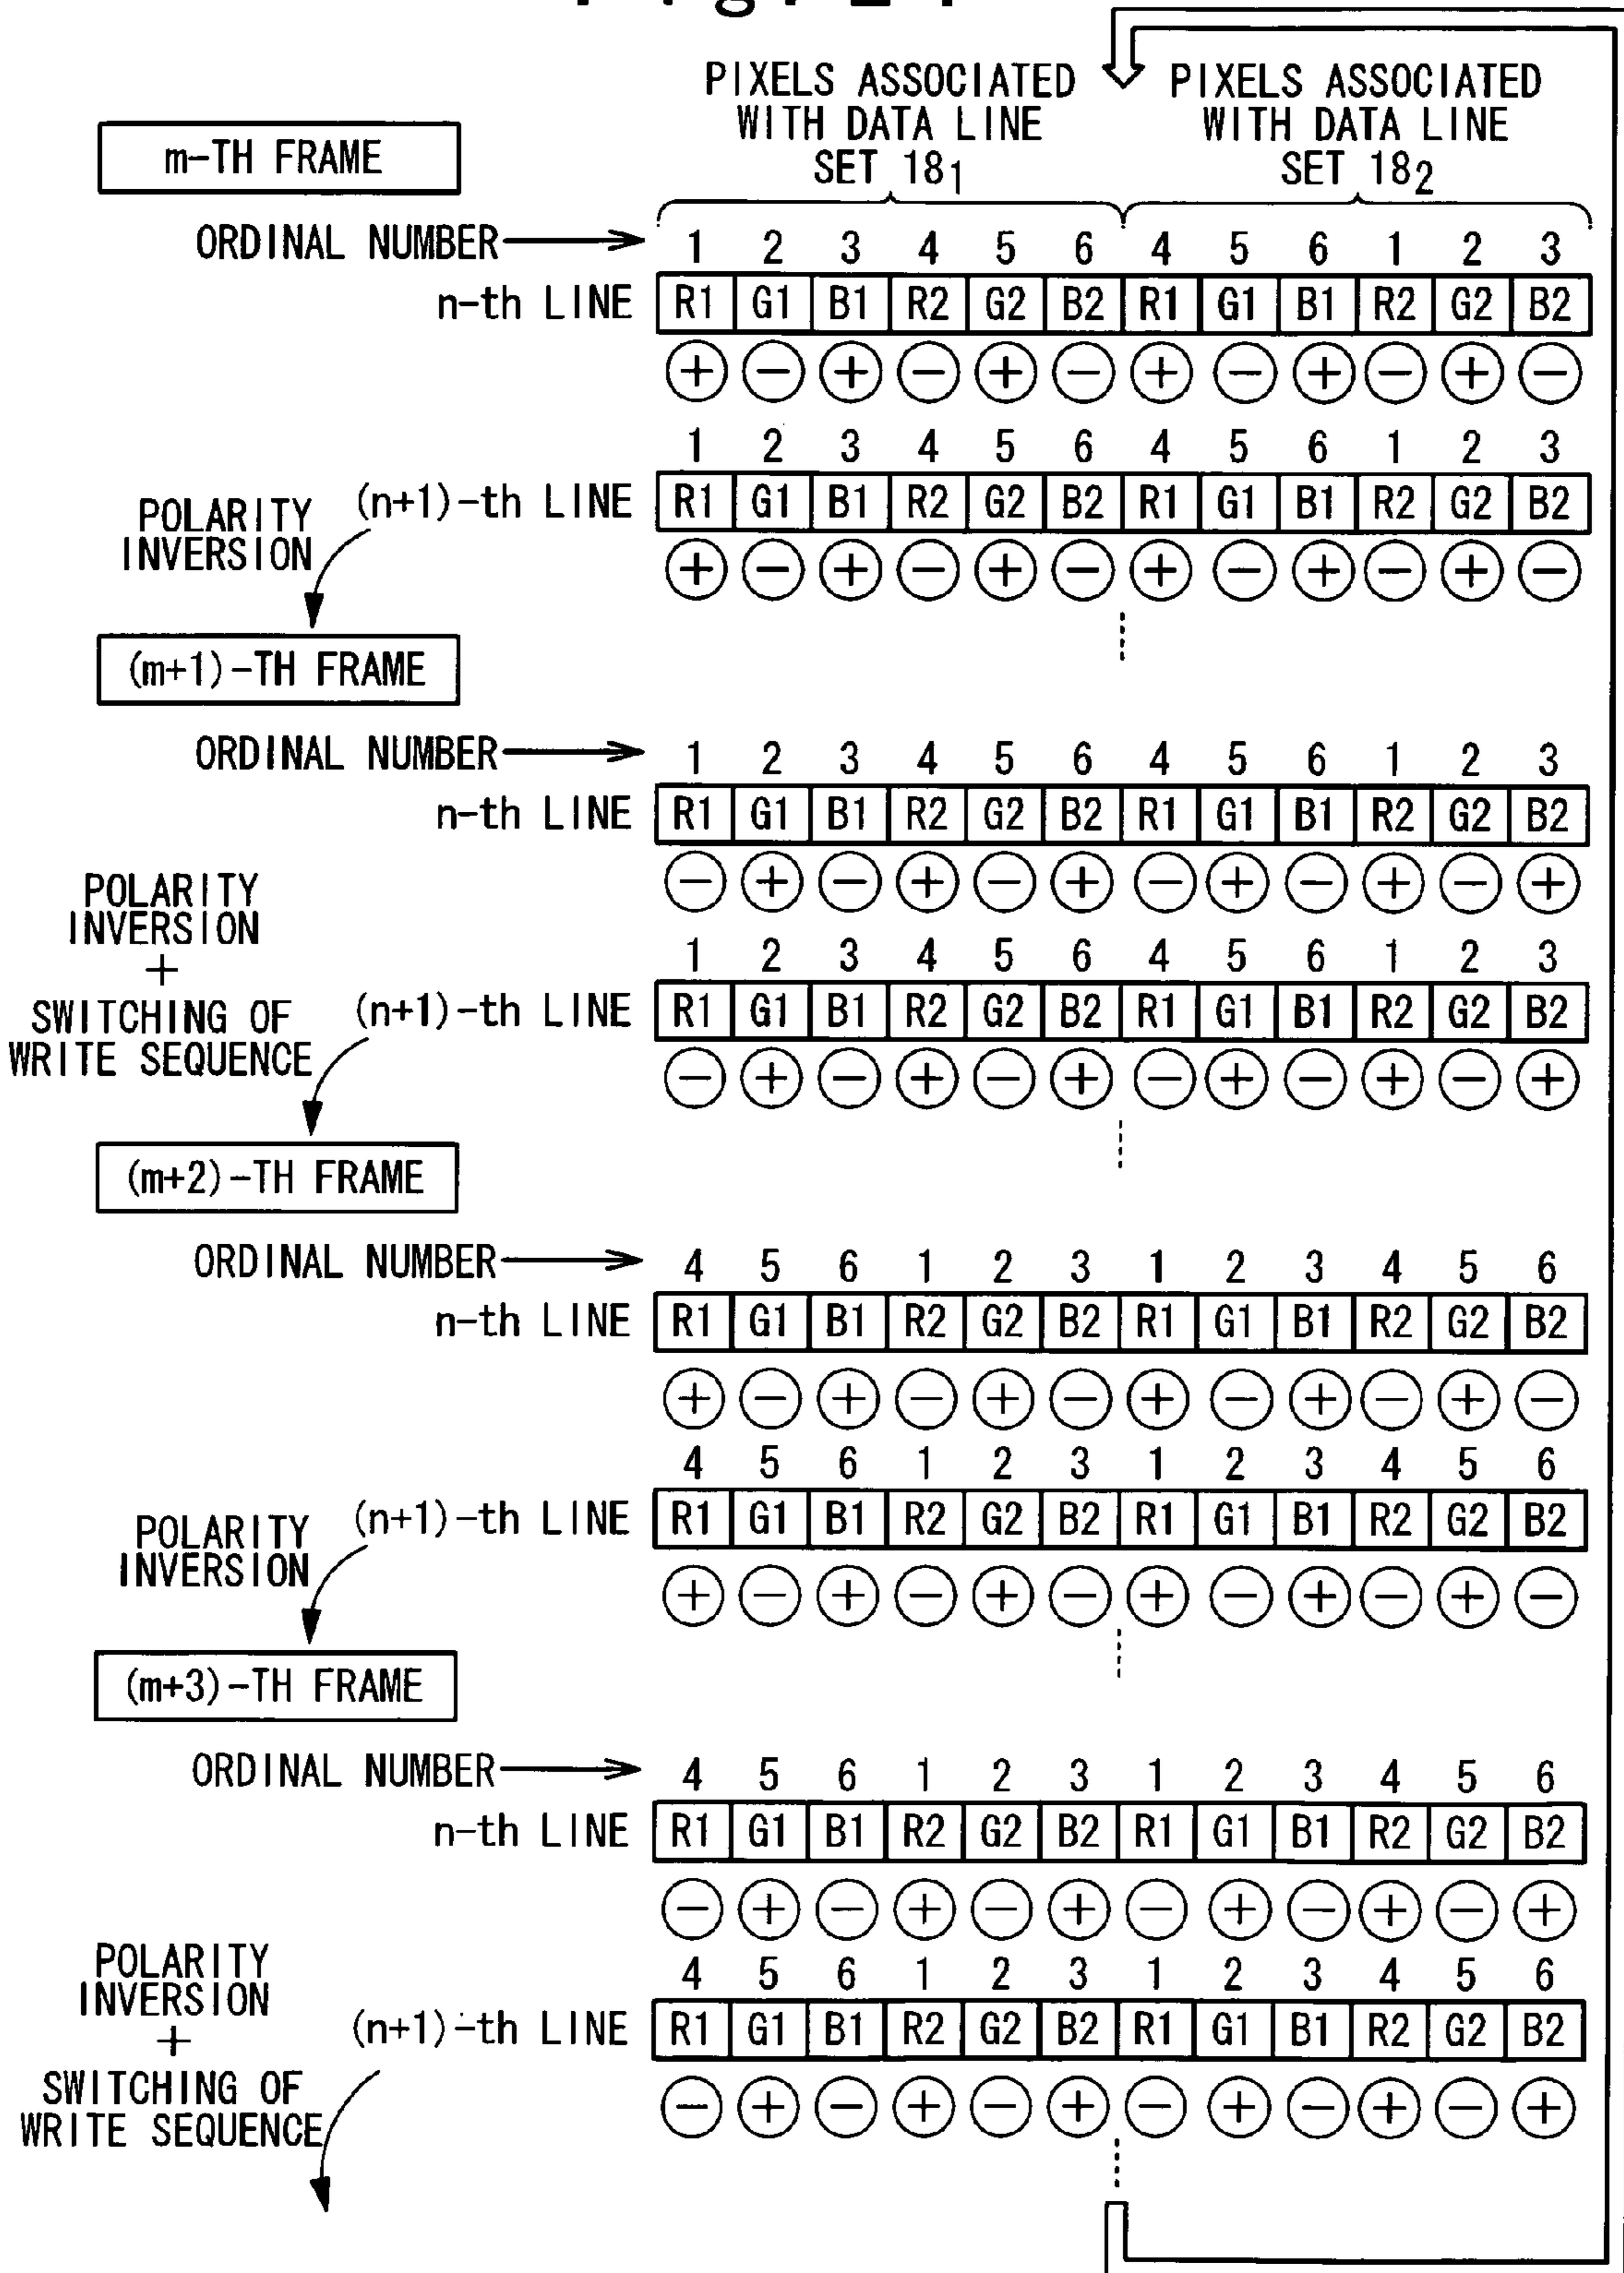 PIXELS ASSOCIATED WITH DATA LINE SET 18₁
PIXELS ASSOCIATED WITH DATA LINE SET 18₂
m-TH FRAME
ORDINAL NUMBER 1 2 3 4 5 6 4 5 6 1 2 3
n-th LINE R1 G1 B1 R2 G2 B2 R1 G1 B1 R2 G2 B2
+ − + − + − + − + − + −
1 2 3 4 5 6 4 5 6 1 2 3
(n+1)-th LINE R1 G1 B1 R2 G2 B2 R1 G1 B1 R2 G2 B2
+ − + − + − + − + − + −
POLARITY
INVERSION
(m+1)-TH FRAME
ORDINAL NUMBER 1 2 3 4 5 6 4 5 6 1 2 3
n-th LINE R1 G1 B1 R2 G2 B2 R1 G1 B1 R2 G2 B2
− + − + − + − + − + − +
1 2 3 4 5 6 4 5 6 1 2 3
(n+1)-th LINE R1 G1 B1 R2 G2 B2 R1 G1 B1 R2 G2 B2
− + − + − + − + − + − +
POLARITY
INVERSION
+
SWITCHING OF
WRITE SEQUENCE
(m+2)-TH FRAME
ORDINAL NUMBER 4 5 6 1 2 3 1 2 3 4 5 6
n-th LINE R1 G1 B1 R2 G2 B2 R1 G1 B1 R2 G2 B2
+ − + − + − + − + − + −
4 5 6 1 2 3 1 2 3 4 5 6
(n+1)-th LINE R1 G1 B1 R2 G2 B2 R1 G1 B1 R2 G2 B2
+ − + − + − + − + − + −
POLARITY
INVERSION
(m+3)-TH FRAME
ORDINAL NUMBER 4 5 6 1 2 3 1 2 3 4 5 6
n-th LINE R1 G1 B1 R2 G2 B2 R1 G1 B1 R2 G2 B2
− + − + − + − + − + − +
4 5 6 1 2 3 1 2 3 4 5 6
(n+1)-th LINE R1 G1 B1 R2 G2 B2 R1 G1 B1 R2 G2 B2
− + − + − + − + − + − +
POLARITY
INVERSION
+
SWITCHING OF
WRITE SEQUENCE